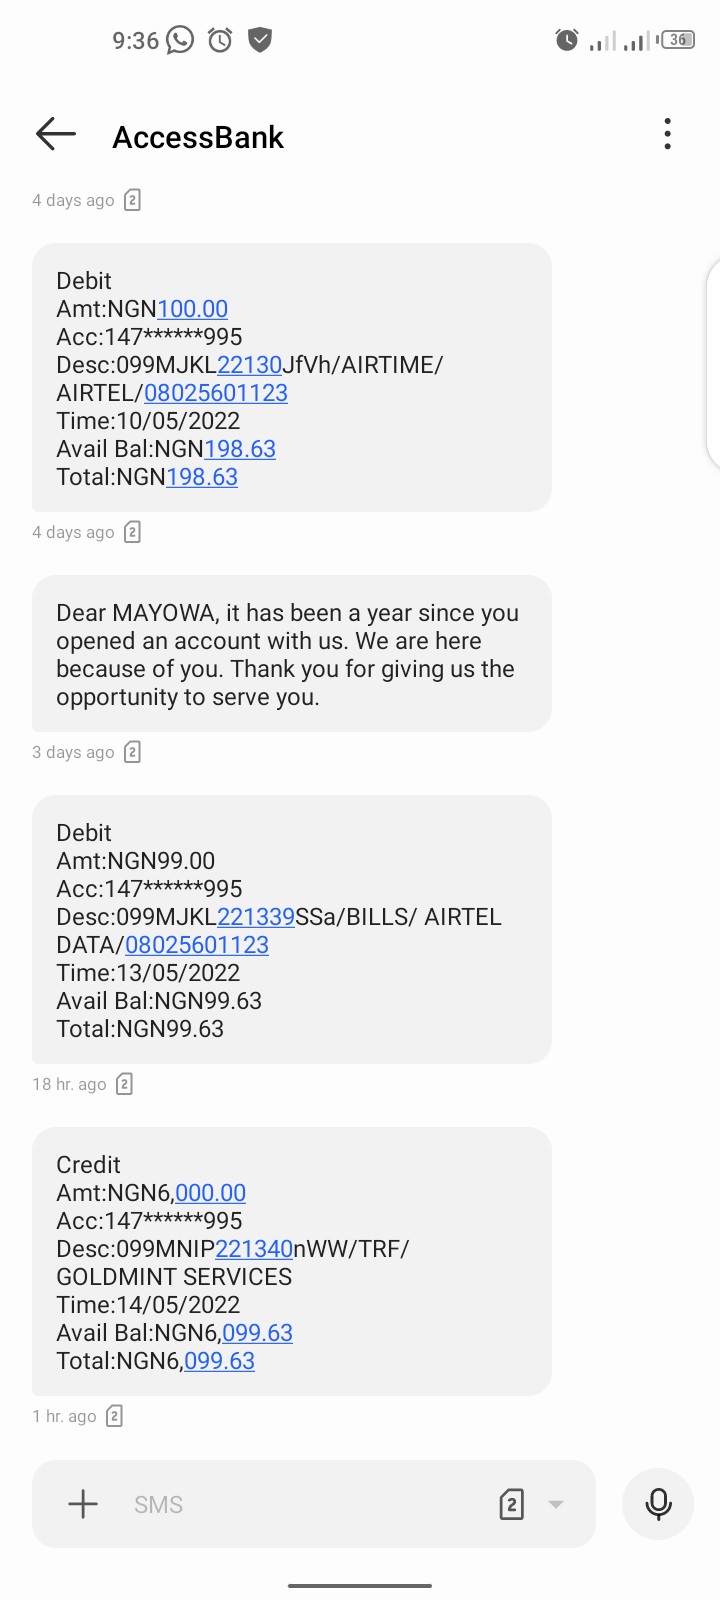 9:36
36
AccessBank
4 days ago 2
Debit
Amt:NGN100.00
Acc:147******995
Desc:099MJKL22130JfVh/AIRTIME/
AIRTEL/08025601123
Time:10/05/2022
Avail Bal:NGN198.63
Total:NGN198.63
4 days ago 2
Dear MAYOWA, it has been a year since you
opened an account with us. We are here
because of you. Thank you for giving us the
opportunity to serve you.
3 days ago 2
Debit
Amt:NGN99.00
Acc:147******995
Desc:099MJKL221339SSa/BILLS/ AIRTEL
DATA/08025601123
Time:13/05/2022
Avail Bal:NGN99.63
Total:NGN99.63
18 hr. ago 2
Credit
Amt:NGN6,000.00
Acc:147******995
Desc:099MNIP221340nWW/TRF/
GOLDMINT SERVICES
Time:14/05/2022
Avail Bal:NGN6,099.63
Total:NGN6,099.63
1 hr. ago 2
SMS 2